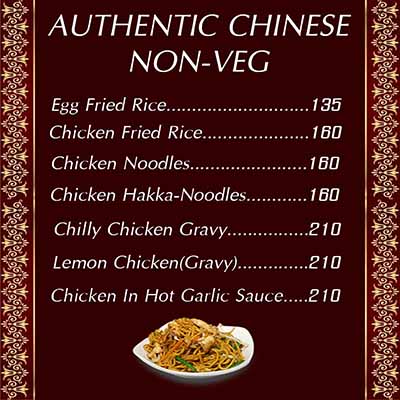 AUTHENTIC CHINESE
NON-VEG
Egg Fried Rice.............................135
Chicken Fried Rice......................160
Chicken Noodles........................160
Chicken Hakka-Noodles............160
Chilly Chicken Gravy................210
Lemon Chicken(Gravy)..............210
Chicken In Hot Garlic Sauce.....210